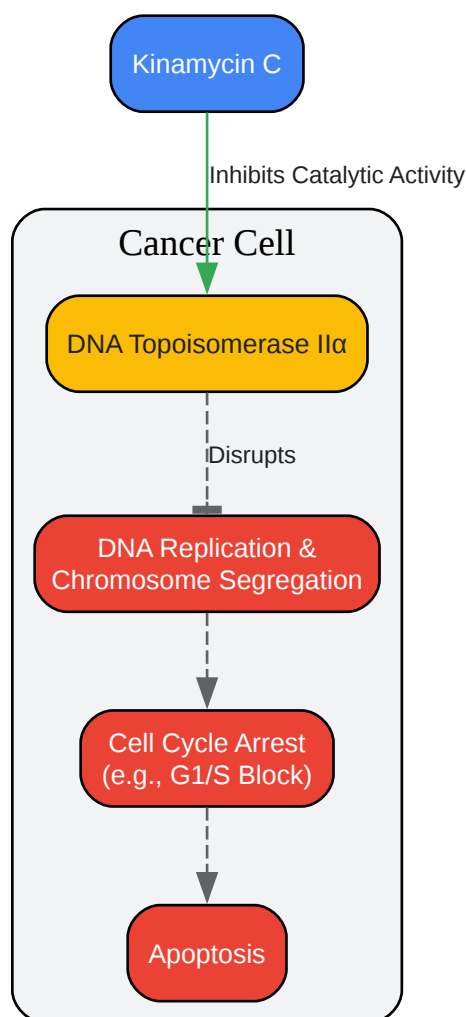 Kinamycin C
Inhibits Catalytic Activity
Cancer Cell
DNA Topoisomerase IIα
Disrupts
DNA Replication &
Chromosome Segregation
Cell Cycle Arrest
(e.g., G1/S Block)
Apoptosis